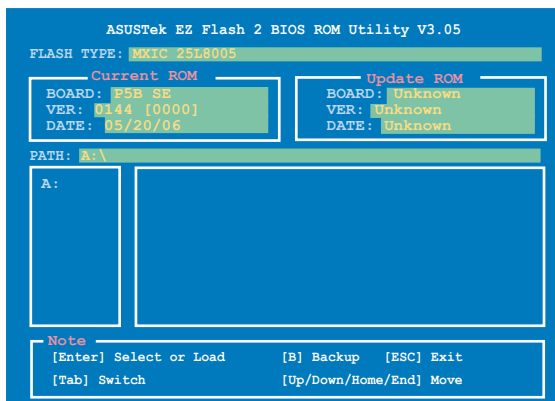 ASUSTek EZ Flash 2 BIOS ROM Utility V3.05
FLASH TYPE: MXIC 25L8005
Current ROM
BOARD: P5B SE
VER: 0144 [0000]
DATE: 05/20/06
Update ROM
BOARD: Unknown
VER: Unknown
DATE: Unknown
PATH: A:\
A:
Note
[Enter] Select or Load [B] Backup [ESC] Exit
[Tab] Switch [Up/Down/Home/End] Move